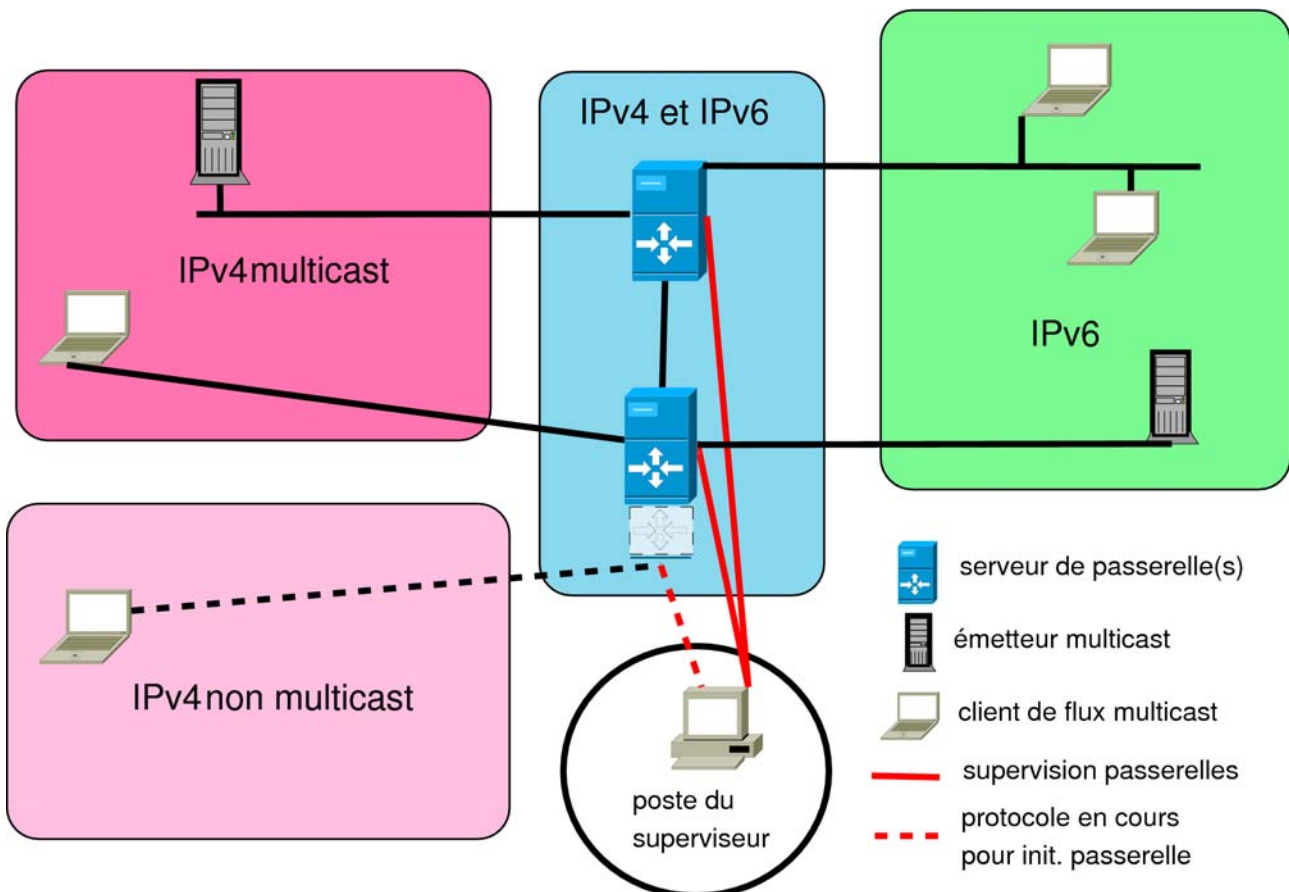 IPv4 et IPv6
IPv4multicast
IPv6
IPv4non multicast
poste du
superviseur
serveur de passerelle(s)
émetteur multicast
client de flux multicast
supervision passerelles
protocole en cours
pour init. passerelle